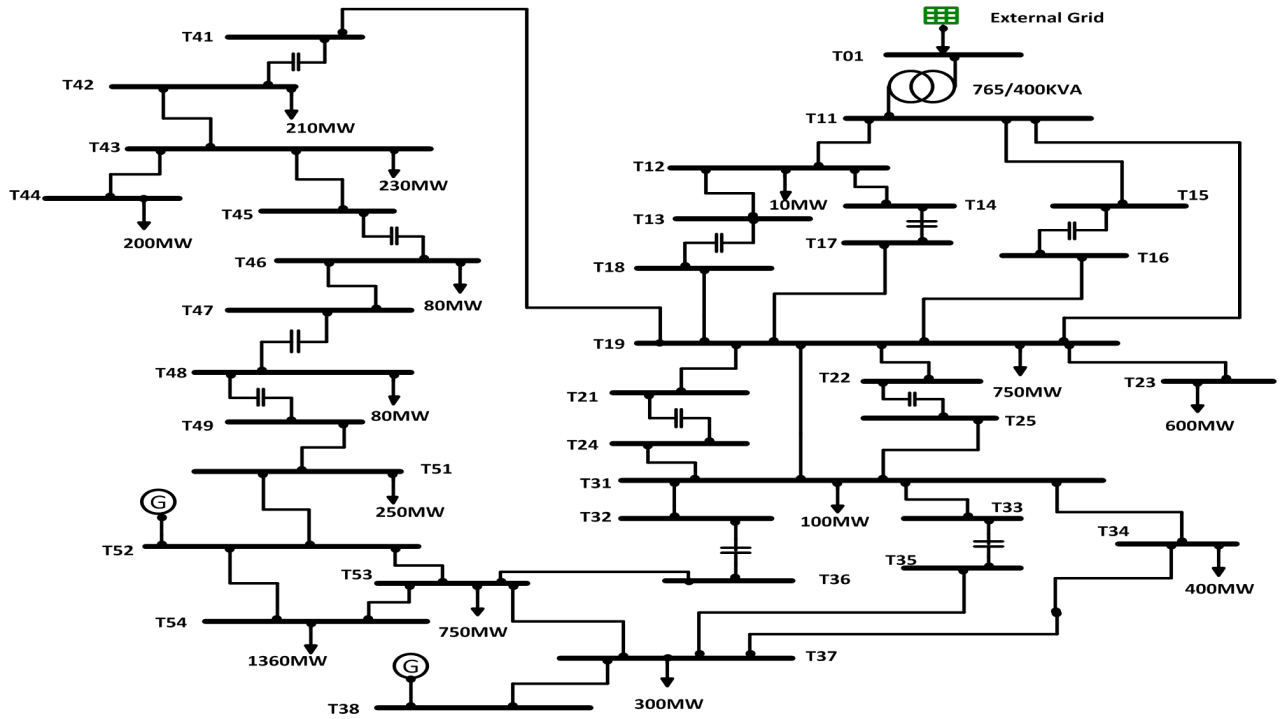 External Grid
T41
T01
T42
765/400KVA
T11
210MW
T43
T12
230MW
T44
10MW
T14
T15
T45
T13
200MW
T17
T46
T18
T16
80MW
T47
T19
T48
T22
750MW
T23
T21
80MW
T49
T25
600MW
T24
T51
T31
250MW
T32
100MW
T33
G
T34
T52
T35
T53
T36
400MW
T54
750MW
1360MW
T37
G
300MW
T38